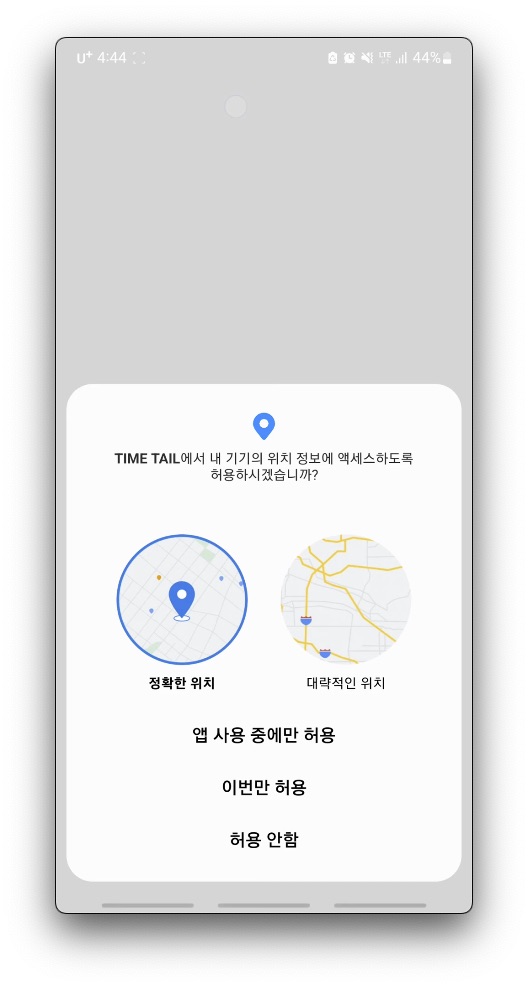 U+ 4:44
LTE 44%
TIME TAIL에서 내 기기의 위치 정보에 액세스하도록
허용하시겠습니까?
정확한 위치
대략적인 위치
앱 사용 중에만 허용
이번만 허용
허용 안함